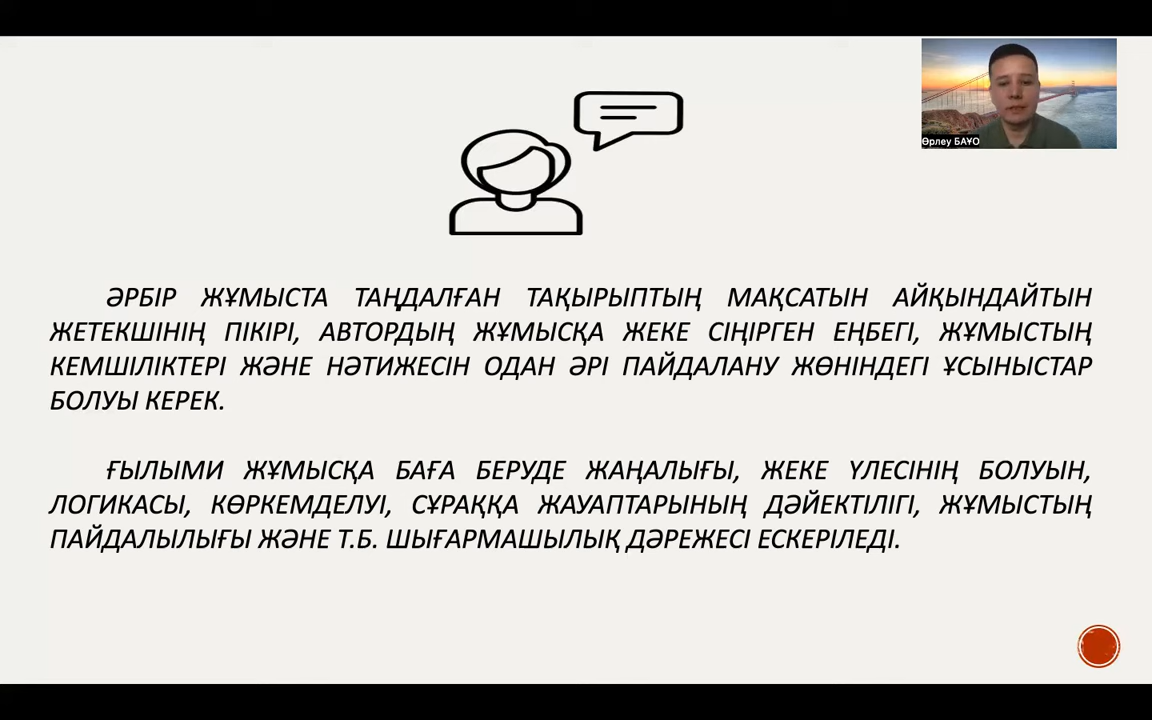 Өрлеу БАҰО
ӘРБІР ЖҰМЫСТА ТАҢДАЛҒАН ТАҚЫРЫПТЫҢ МАҚСАТЫН АЙҚЫНДАЙТЫН
ЖЕТЕКШІНІҢ ПІКІРІ, АВТОРДЫҢ ЖҰМЫСҚА ЖЕКЕ СІҢІРГЕН ЕҢБЕГІ, ЖҰМЫСТЫҢ
КЕМШІЛІКТЕРІ ЖӘНЕ НӘТИЖЕСІН ОДАН ӘРІ ПАЙДАЛАНУ ЖӨНІНДЕГІ ҰСЫНЫСТАР
БОЛУЫ КЕРЕК.
ҒЫЛЫМИ ЖҰМЫСҚА БАҒА БЕРУДЕ ЖАҢАЛЫҒЫ, ЖЕКЕ ҮЛЕСІНІҢ БОЛУЫН,
ЛОГИКАСЫ, КӨРКЕМДЕЛУІ, СҰРАҚҚА ЖАУАПТАРЫНЫҢ ДӘЙЕКТІЛІГІ, ЖҰМЫСТЫҢ
ПАЙДАЛЫЛЫҒЫ ЖӘНЕ Т.Б. ШЫҒАРМАШЫЛЫҚ ДӘРЕЖЕСІ ЕСКЕРІЛЕДІ.